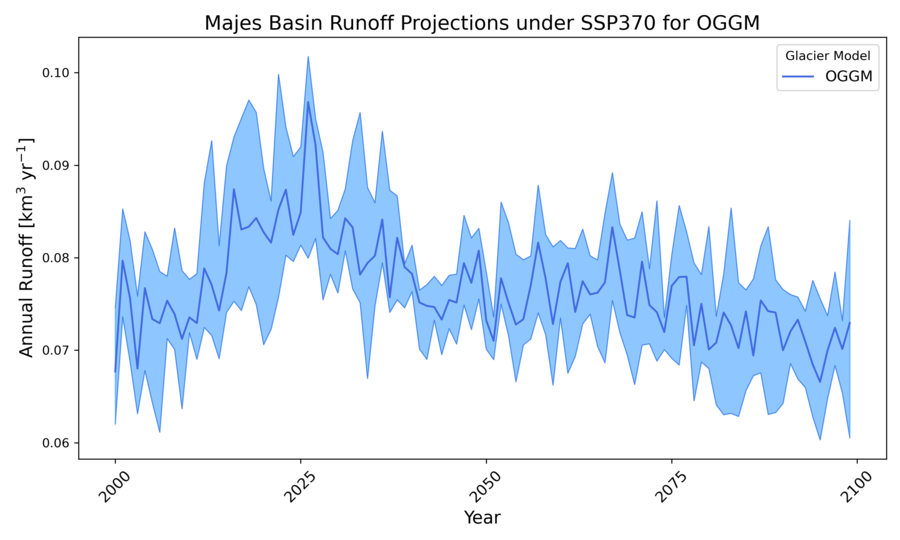 Majes Basin Runoff Projections under SSP370 for OGGM
Glacier Model
OGGM
Annual Runoff [km³ yr⁻¹]
0.10
0.09
0.08
0.07
0.06
2000
2025
2050
2075
2100
Year